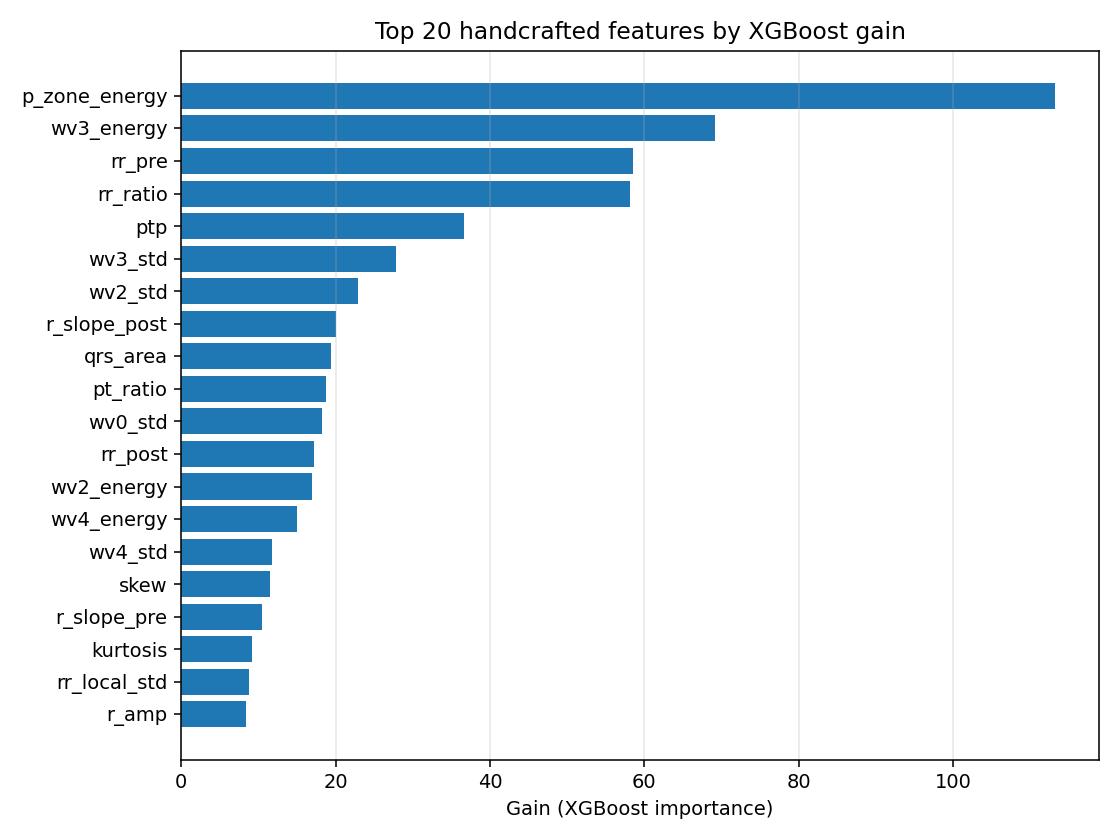 Top 20 handcrafted features by XGBoost gain
p_zone_energy
wv3_energy
rr_pre
rr_ratio
ptp
wv3_std
wv2_std
r_slope_post
qrs_area
pt_ratio
wv0_std
rr_post
wv2_energy
wv4_energy
wv4_std
skew
r_slope_pre
kurtosis
rr_local_std
r_amp
0 20 40 60 80 100
Gain (XGBoost importance)